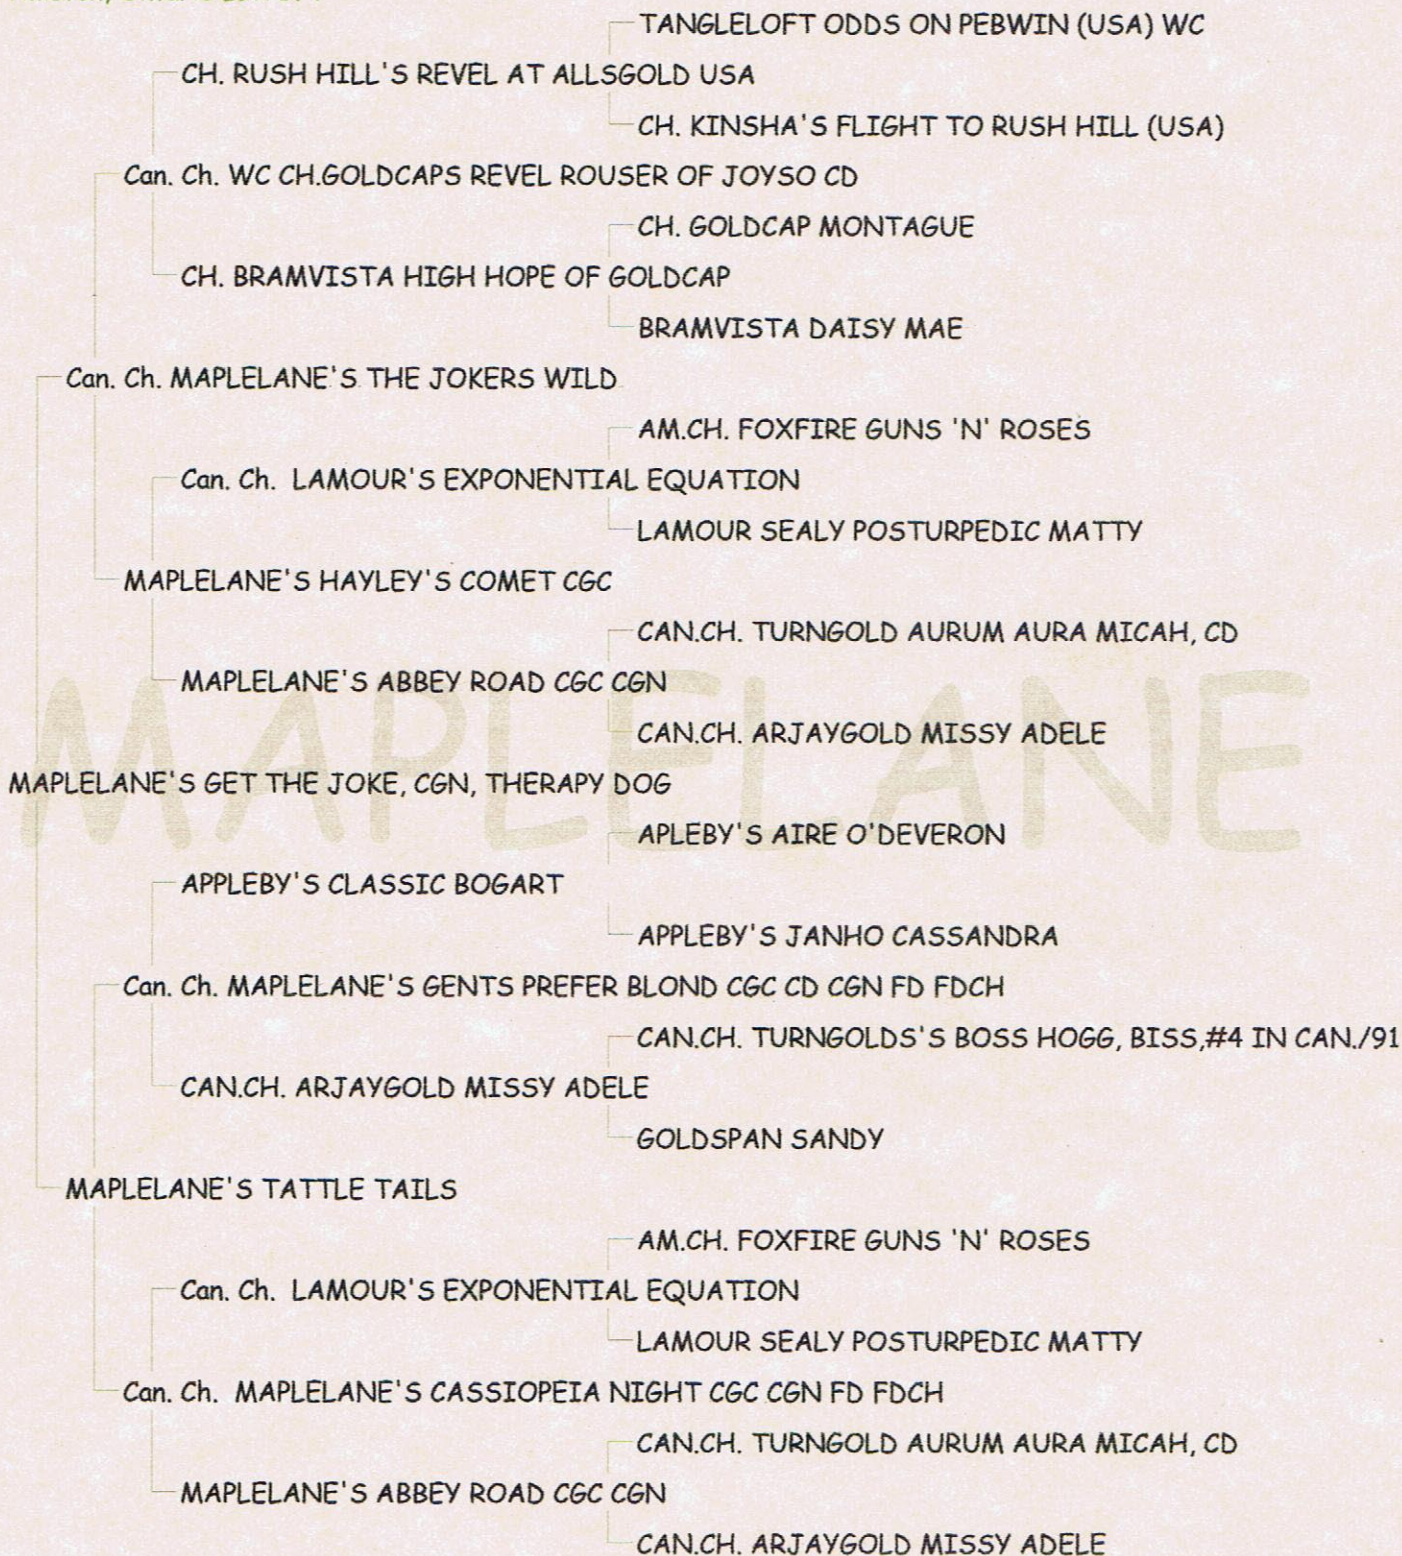 TANGLELOFT ODDS ON PEBWIN (USA) WC
CH. RUSH HILL'S REVEL AT ALLSGOLD USA
CH. KINSHA'S FLIGHT TO RUSH HILL (USA)
Can. Ch. WC CH.GOLDCAPS REVEL ROUSER OF JOYSO CD
CH. GOLDCAP MONTAGUE
CH. BRAMVISTA HIGH HOPE OF GOLDCAP
BRAMVISTA DAISY MAE
Can. Ch. MAPLELANE'S THE JOKERS WILD
AM.CH. FOXFIRE GUNS 'N' ROSES
Can. Ch. LAMOUR'S EXPONENTIAL EQUATION
LAMOUR SEALY POSTURPEDIC MATTY
MAPLELANE'S HAYLEY'S COMET CGC
CAN.CH. TURNGOLD AURUM AURA MICAH, CD
MAPLELANE'S ABBEY ROAD CGC CGN
CAN.CH. ARJAYGOLD MISSY ADELE
MAPLELANE
MAPLELANE'S GET THE JOKE, CGN, THERAPY DOG
APLEBY'S AIRE O'DEVERON
APPLEBY'S CLASSIC BOGART
APPLEBY'S JANHO CASSANDRA
Can. Ch. MAPLELANE'S GENTS PREFER BLOND CGC CD CGN FD FDCH
CAN.CH. TURNGOLDS'S BOSS HOGG, BISS,#4 IN CAN./91
CAN.CH. ARJAYGOLD MISSY ADELE
GOLDSPAN SANDY
MAPLELANE'S TATTLE TAILS
AM.CH. FOXFIRE GUNS 'N' ROSES
Can. Ch. LAMOUR'S EXPONENTIAL EQUATION
LAMOUR SEALY POSTURPEDIC MATTY
Can. Ch. MAPLELANE'S CASSIOPEIA NIGHT CGC CGN FD FDCH
CAN.CH. TURNGOLD AURUM AURA MICAH, CD
MAPLELANE'S ABBEY ROAD CGC CGN
CAN.CH. ARJAYGOLD MISSY ADELE